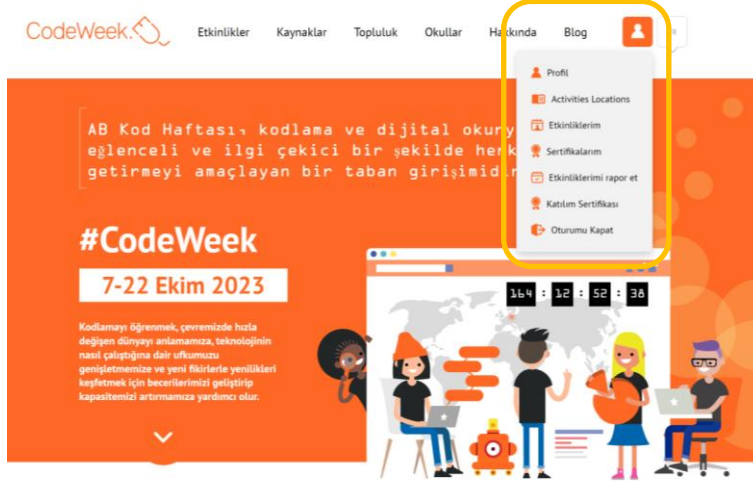 CodeWeek.
Etkinlikler Kaynaklar Topluluk Okullar Hakkında Blog
Profil
Activities Locations
Etkinliklerim
Sertifikalarım
Etkinliklerimi rapor et
Katılım Sertifikası
Oturumu Kapat
AB Kod Haftası, kodlama ve dijital
eğlenceli ve ilgi çekici bir şekilde
getirmeyi amaçlayan bir taban
#CodeWeek
7-22 Ekim 2023
Kodlamayı öğrenmek, çevremizde hızla
değişen dünyayı anlamamıza, teknolojinin
nasıl çalıştığına dair ufkumuzu
genişletmemize ve yeni fikirlerle yenilikleri
keşfetmek için becerilerimizi geliştirip
kapasitemizi artırmamıza yardımcı olur.
164 : 12 : 52 : 38